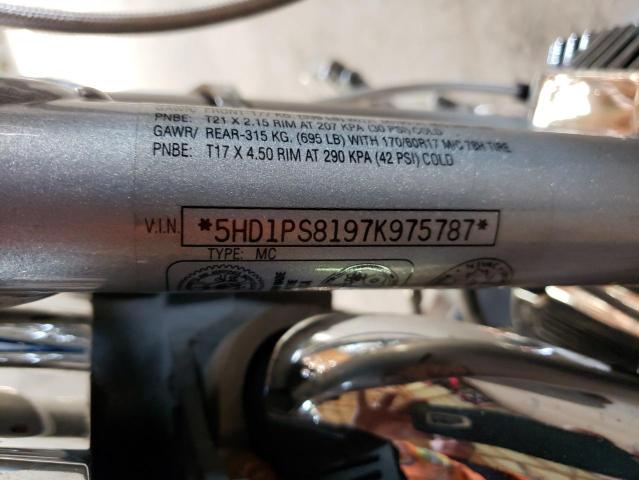 PNBE: T21 X 2.15 RIM AT 207 KPA (30 PSI) COLD
GAWR/ REAR-315 KG. (695 LB) WITH 170/60R17 M/C 78H TIRE
PNBE: T17 X 4.50 RIM AT 290 KPA (42 PSI) COLD
V.I.N. *5HD1PS8197K975787*
TYPE: MC